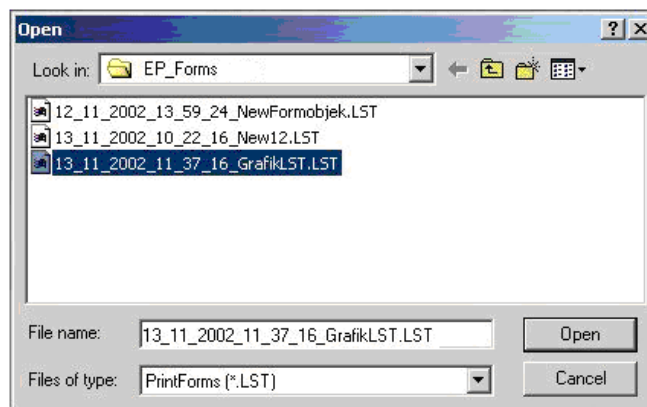 Open
Look in: EP_Forms
12_11_2002_13_59_24_NewFormobjek.LST
13_11_2002_10_22_16_New12.LST
13_11_2002_11_37_16_GrafikLST.LST
File name: 13_11_2002_11_37_16_GrafikLST.LST Open
Files of type: PrintForms (*.LST) Cancel